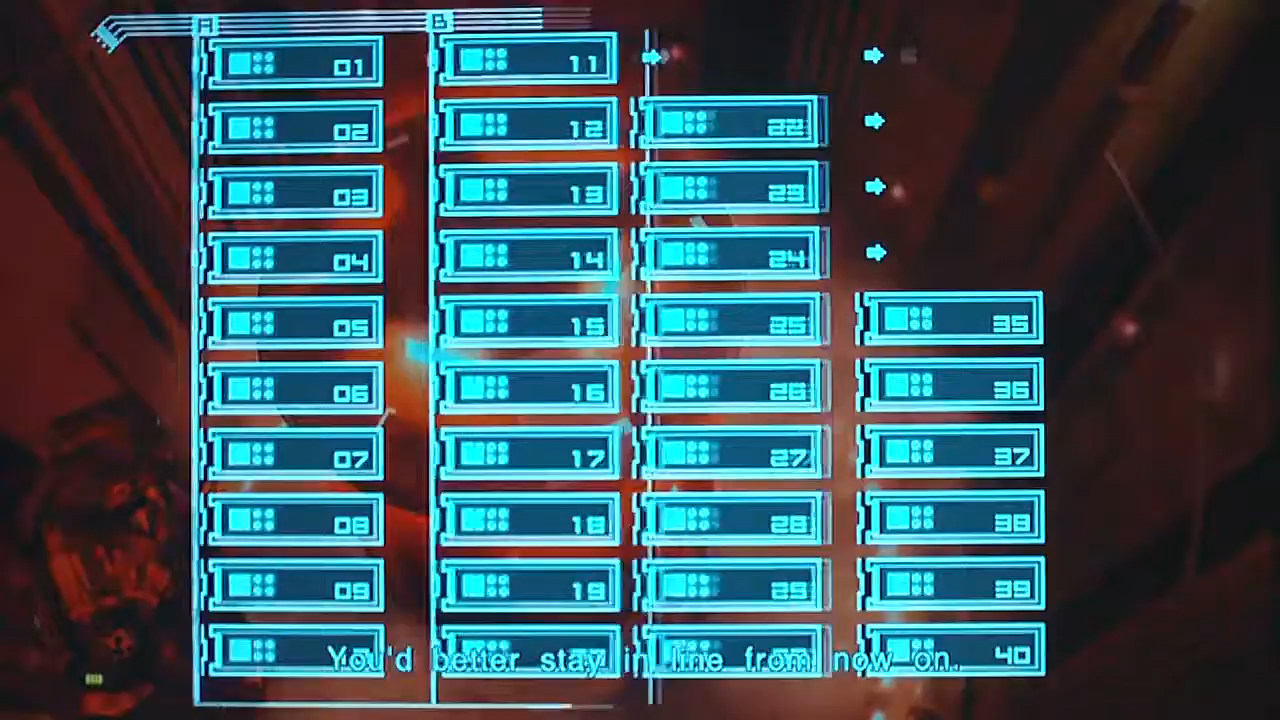 A B
01 11
02 12 22
03 13 23
04 14 24
05 15 25
06 16 26 36
07 17 27 37
08 18 28 38
09 19 29 39
35
40
You'd better stay in line from now on.